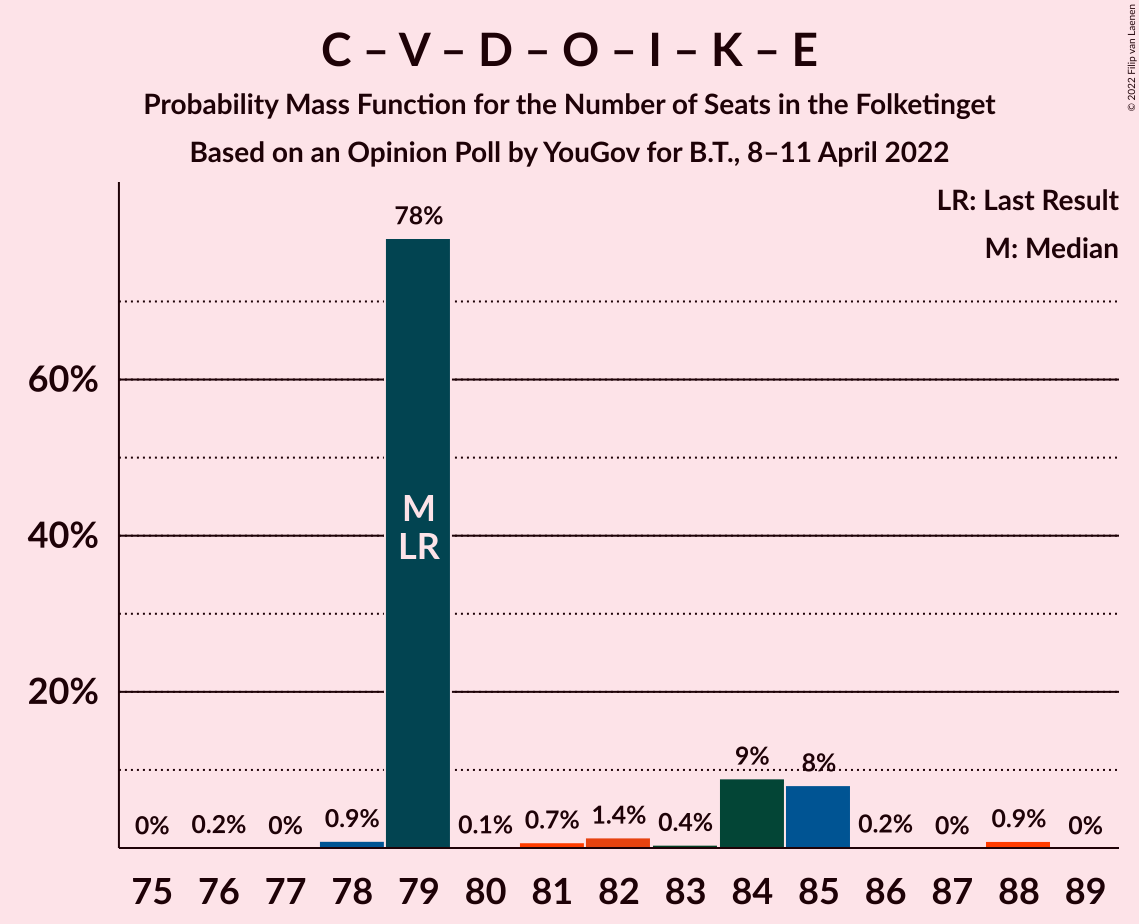 C – V – D – O – I – K – E
Probability Mass Function for the Number of Seats in the Folketinget
Based on an Opinion Poll by YouGov for B.T., 8–11 April 2022
© 2022 Filip van Laenen
LR: Last Result
M: Median
60%
40%
20%
0%
0.2%
0%
0.9%
78%
0.1%
0.7%
1.4%
0.4%
9%
8%
0.2%
0%
0.9%
0%
M
LR
75 76 77 78 79 80 81 82 83 84 85 86 87 88 89